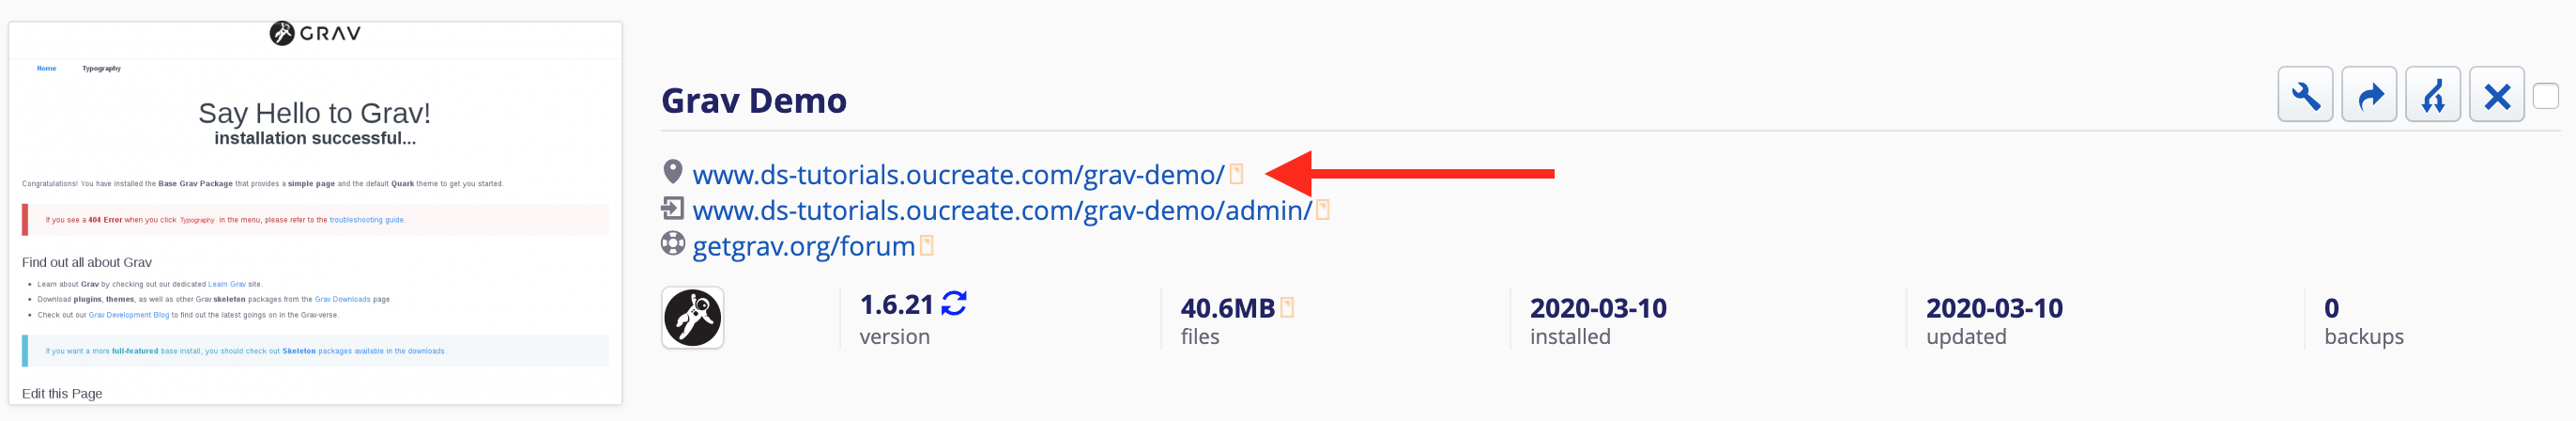 GRAV
Home Typography
Say Hello to Grav!
installation successful...
Congratulations! You have installed the Base Grav Package that provides a simple page and the default Quark theme to get you started.
If you see a 404 Error when you click Typography in the menu, please refer to the troubleshooting guide.
Find out all about Grav
• Learn about Grav by checking out our dedicated Learn Grav site.
• Download plugins, themes, as well as other Grav skeleton packages from the Grav Downloads page.
• Check out our Grav Development Blog to find out the latest goings on in the Grav-verse.
If you want a more full-featured base install, you should check out Skeleton packages available in the downloads.
Edit this Page
Grav Demo
www.ds-tutorials.oucreate.com/grav-demo/
www.ds-tutorials.oucreate.com/grav-demo/admin/
getgrav.org/forum
1.6.21 40.6MB 2020-03-10 2020-03-10 0
version files installed updated backups